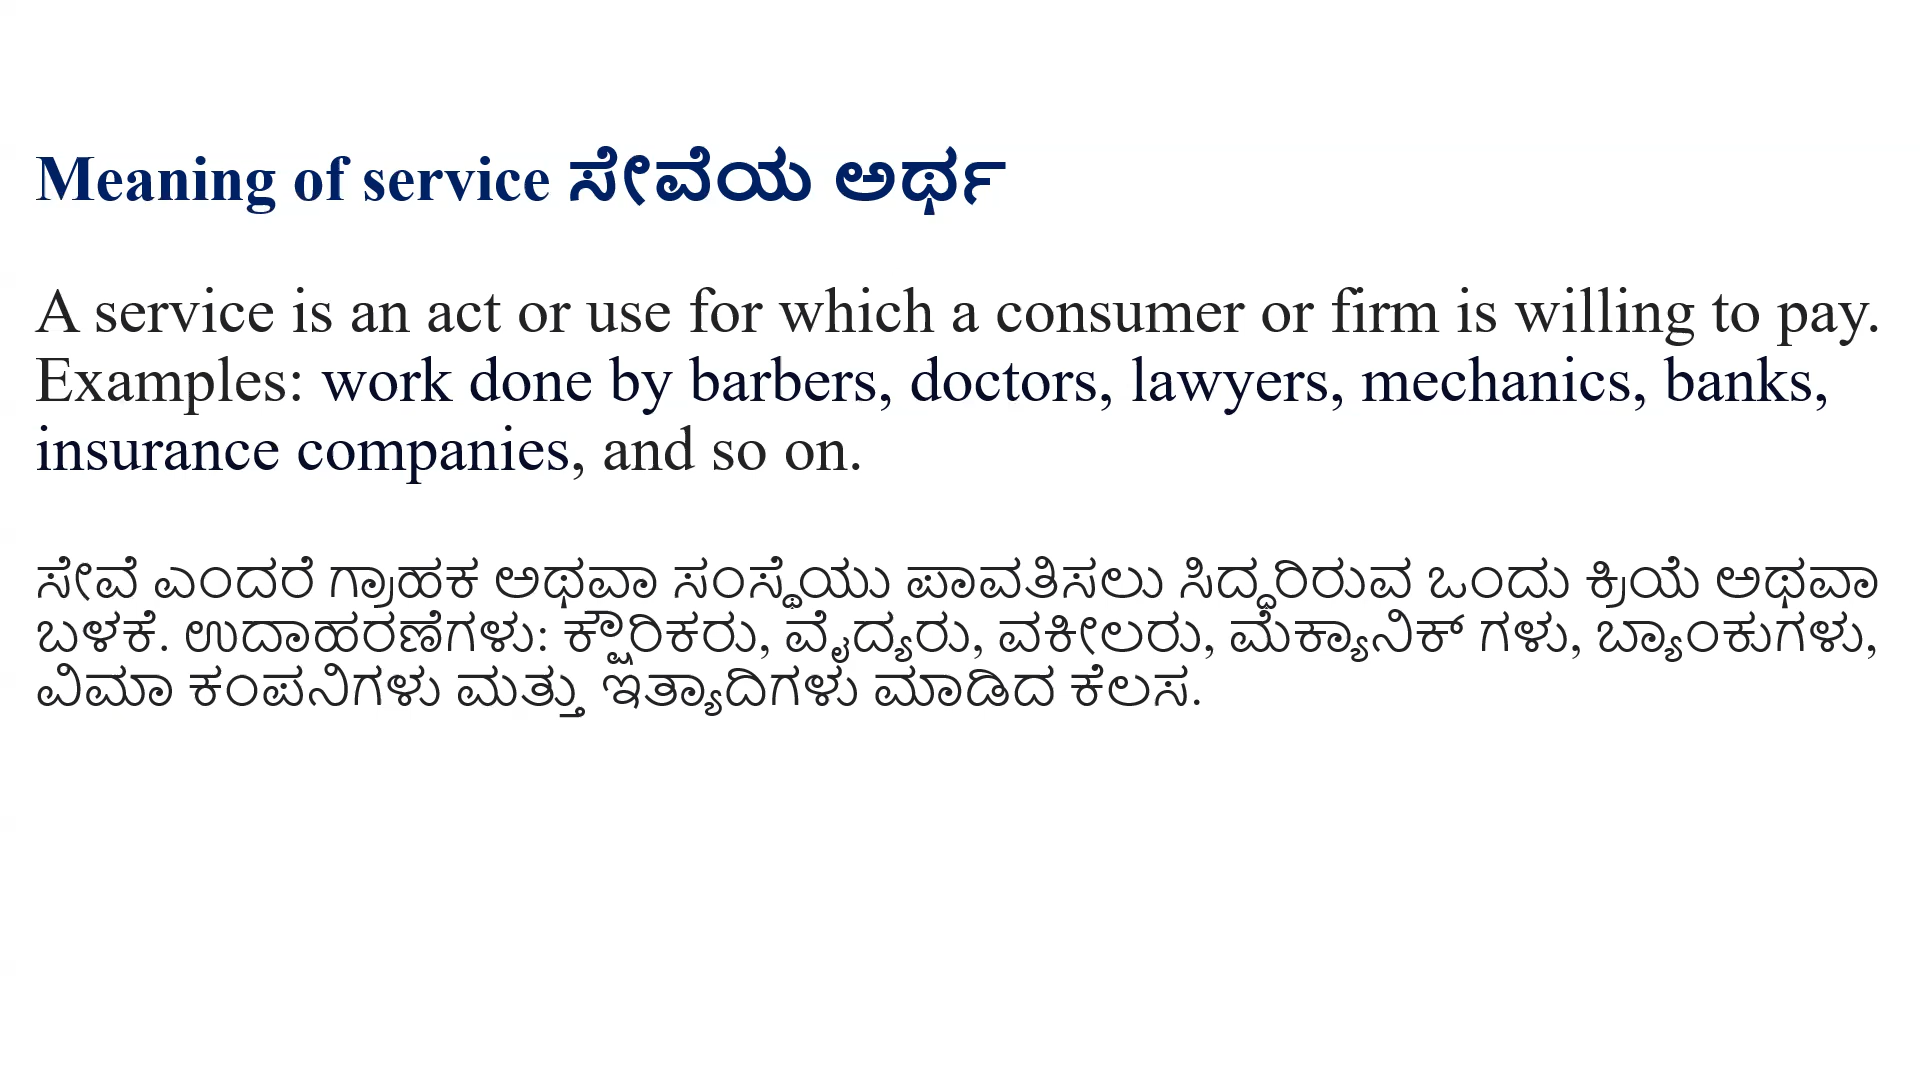 Meaning of service ಸೇವೆಯ ಅರ್ಥ
A service is an act or use for which a consumer or firm is willing to pay.
Examples: work done by barbers, doctors, lawyers, mechanics, banks,
insurance companies, and so on.
ಸೇವೆ ಎಂದರೆ ಗ್ರಾಹಕ ಅಥವಾ ಸಂಸ್ಥೆಯು ಪಾವತಿಸಲು ಸಿದ್ಧರಿರುವ ಒಂದು ಕ್ರಿಯೆ ಅಥವಾ
ಬಳಕೆ. ಉದಾಹರಣೆಗಳು: ಕ್ಷೌರಿಕರು, ವೈದ್ಯರು, ವಕೀಲರು, ಮೆಕ್ಯಾನಿಕ್ ಗಳು, ಬ್ಯಾಂಕುಗಳು,
ವಿಮಾ ಕಂಪನಿಗಳು ಮತ್ತು ಇತ್ಯಾದಿಗಳು ಮಾಡಿದ ಕೆಲಸ.